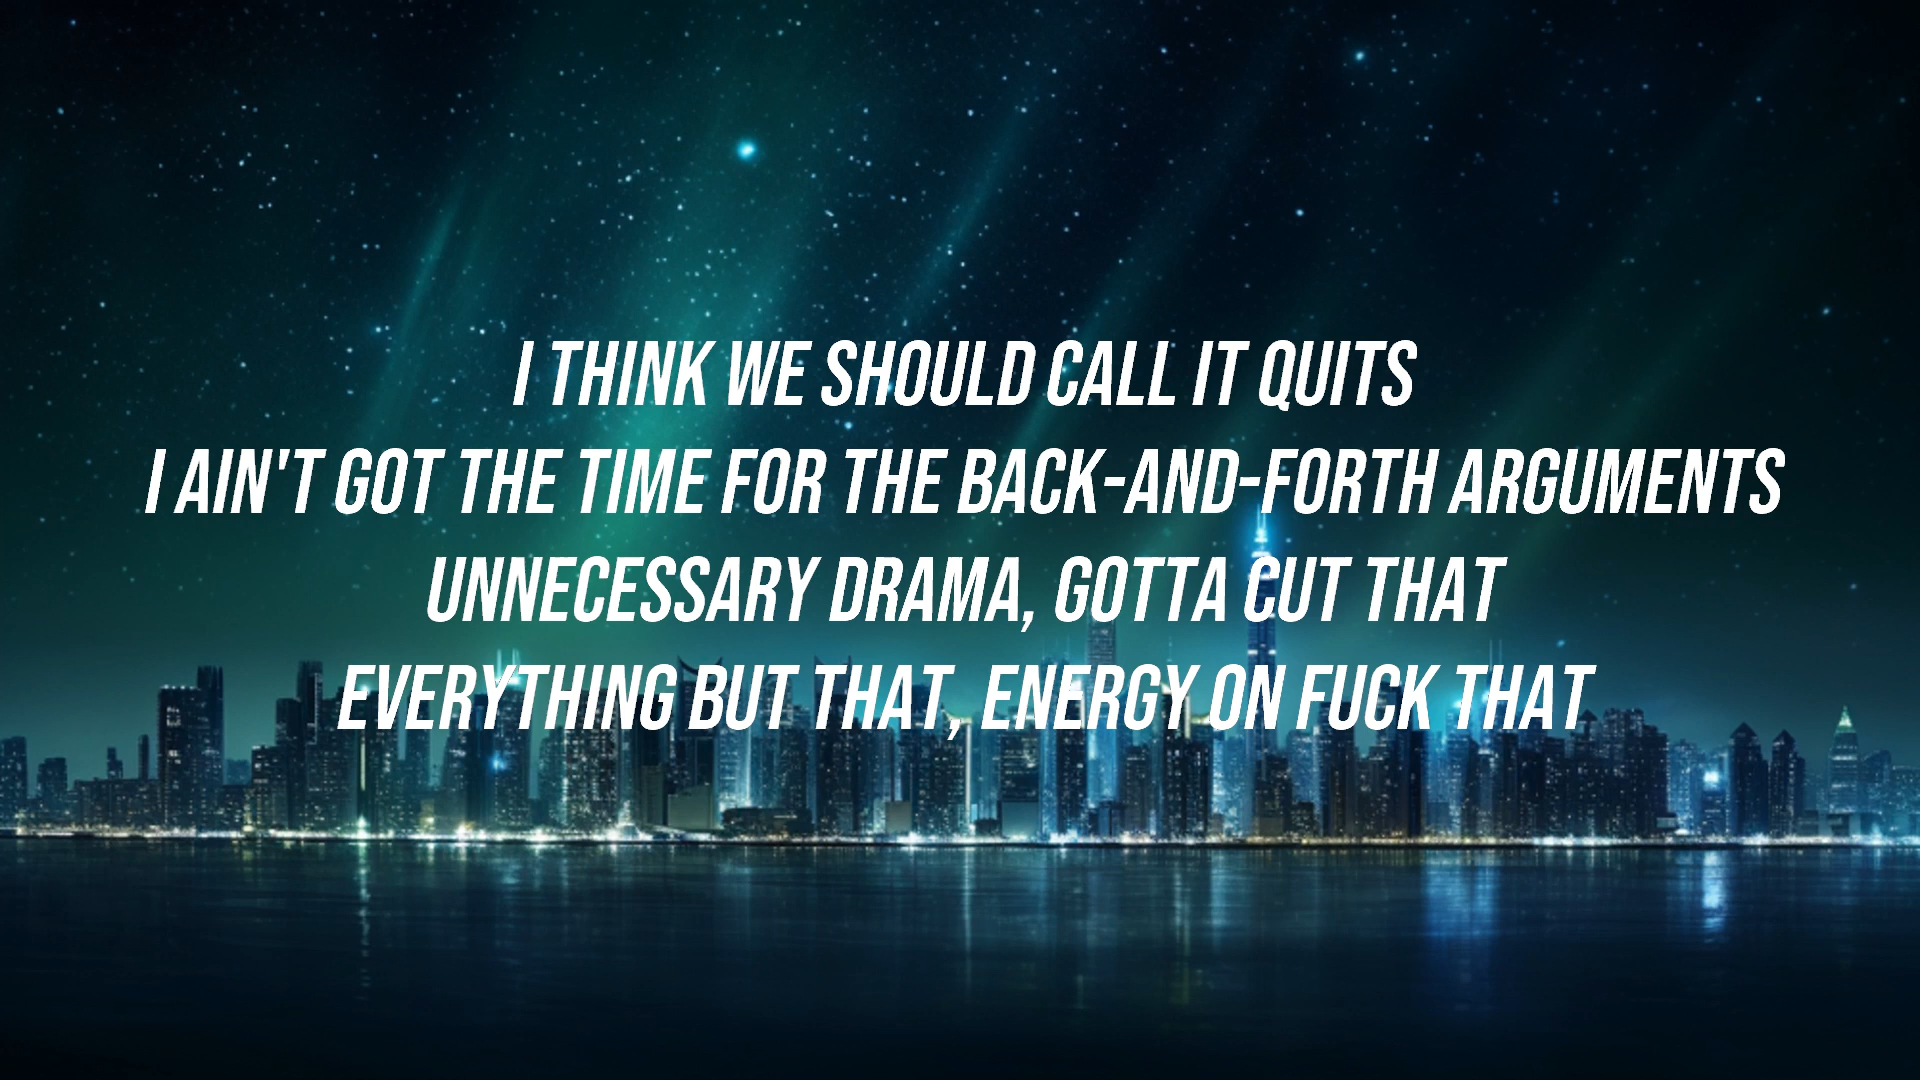 I THINK WE SHOULD CALL IT QUITS
I AIN'T GOT THE TIME FOR THE BACK-AND-FORTH ARGUMENTS
UNNECESSARY DRAMA, GOTTA CUT THAT
EVERYTHING BUT THAT, ENERGY ON FUCK THAT